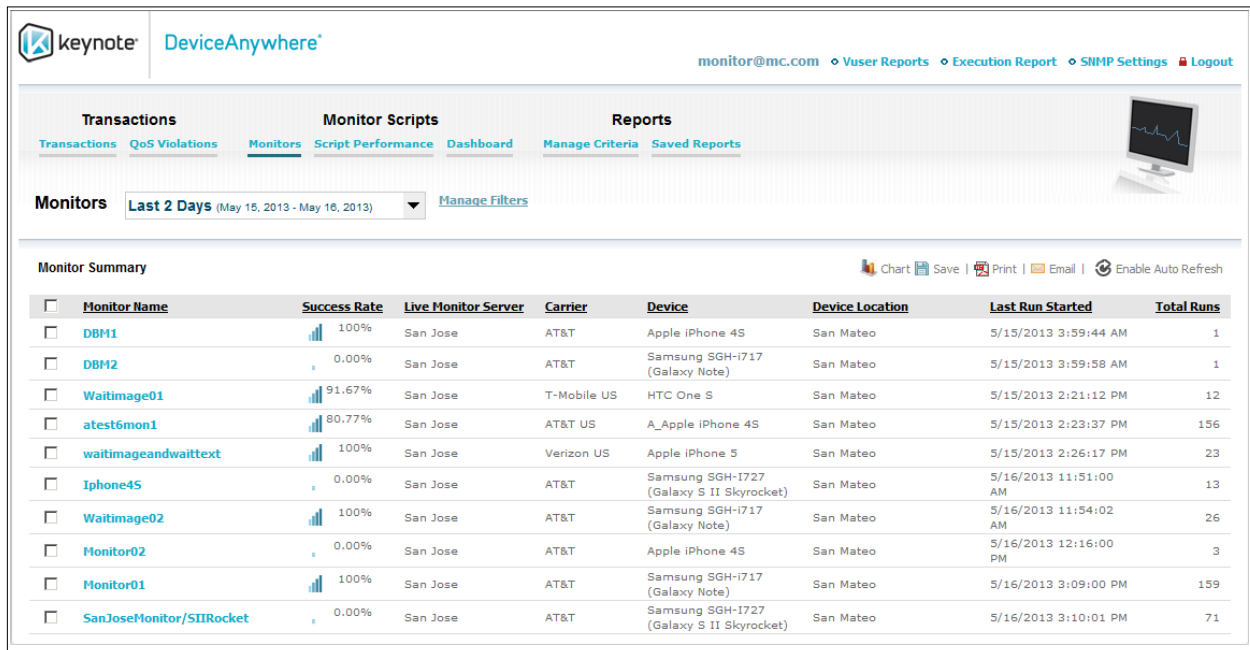 keynote DeviceAnywhere
monitor@mc.com Vuser Reports Execution Report SNMP Settings Logout
Transactions Monitor Scripts Reports
Transactions QoS Violations Monitors Script Performance Dashboard Manage Criteria Saved Reports
Monitors Last 2 Days (May 15, 2013 - May 16, 2013) Manage Filters
Monitor Summary Chart Save | Print | Email | Enable Auto Refresh
Monitor Name Success Rate Live Monitor Server Carrier Device Device Location Last Run Started Total Runs
DBM1 100% San Jose AT&T Apple iPhone 4S San Mateo 5/15/2013 3:59:44 AM 1
DBM2 0.00% San Jose AT&T Samsung SGH-i717 San Mateo 5/15/2013 3:59:58 AM 1
(Galaxy Note)
Waitimage01 91.67% San Jose T-Mobile US HTC One S San Mateo 5/15/2013 2:21:12 PM 12
atest6mon1 80.77% San Jose AT&T US A_Apple iPhone 4S San Mateo 5/15/2013 2:23:37 PM 156
waitimageandwaittext 100% San Jose Verizon US Apple iPhone 5 San Mateo 5/15/2013 2:26:17 PM 23
Iphone4S 0.00% San Jose AT&T Samsung SGH-I727 San Mateo 5/16/2013 11:51:00 13
(Galaxy S II Skyrocket) AM
Waitimage02 100% San Jose AT&T Samsung SGH-i717 San Mateo 5/16/2013 11:54:02 26
(Galaxy Note) AM
Monitor02 0.00% San Jose AT&T Apple iPhone 4S San Mateo 5/16/2013 12:16:00 3
PM
Monitor01 100% San Jose AT&T Samsung SGH-i717 San Mateo 5/16/2013 3:09:00 PM 159
(Galaxy Note)
SanJoseMonitor/SIIRocket 0.00% San Jose AT&T Samsung SGH-I727 San Mateo 5/16/2013 3:10:01 PM 71
(Galaxy S II Skyrocket)